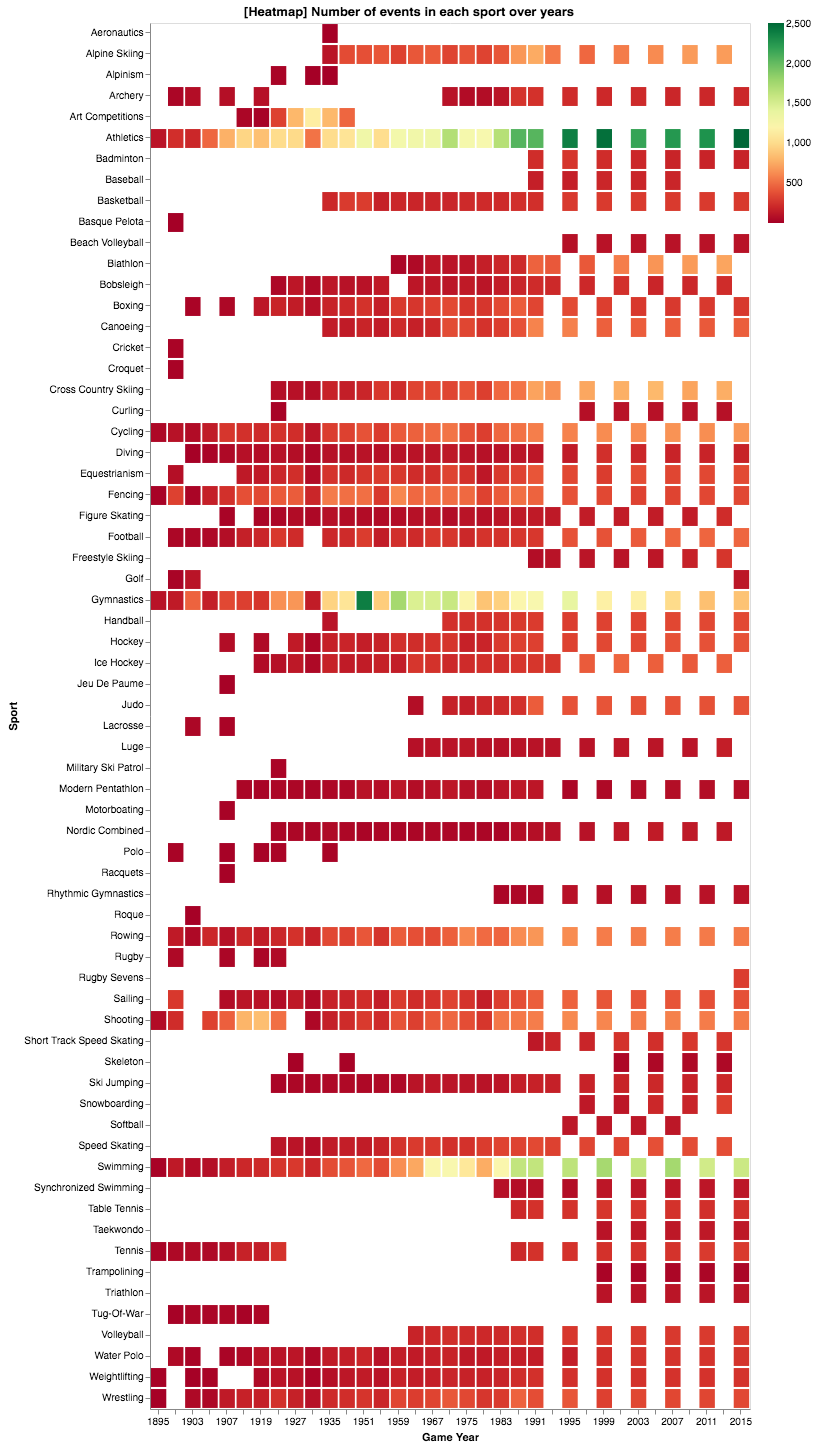 [Heatmap] Number of events in each sport over years
2,500
2,000
1,500
1,000
500
Sport
Aeronautics
Alpine Skiing
Alpinism
Archery
Art Competitions
Athletics
Badminton
Baseball
Basketball
Basque Pelota
Beach Volleyball
Biathlon
Bobsleigh
Boxing
Canoeing
Cricket
Croquet
Cross Country Skiing
Curling
Cycling
Diving
Equestrianism
Fencing
Figure Skating
Football
Freestyle Skiing
Golf
Gymnastics
Handball
Hockey
Ice Hockey
Jeu De Paume
Judo
Lacrosse
Luge
Military Ski Patrol
Modern Pentathlon
Motorboating
Nordic Combined
Polo
Racquets
Rhythmic Gymnastics
Roque
Rowing
Rugby
Rugby Sevens
Sailing
Shooting
Short Track Speed Skating
Skeleton
Ski Jumping
Snowboarding
Softball
Speed Skating
Swimming
Synchronized Swimming
Table Tennis
Taekwondo
Tennis
Trampolining
Triathlon
Tug-Of-War
Volleyball
Water Polo
Weightlifting
Wrestling
1895 1903 1907 1919 1927 1935 1951 1959 1967 1975 1983 1991 1995 1999 2003 2007 2011 2015
Game Year